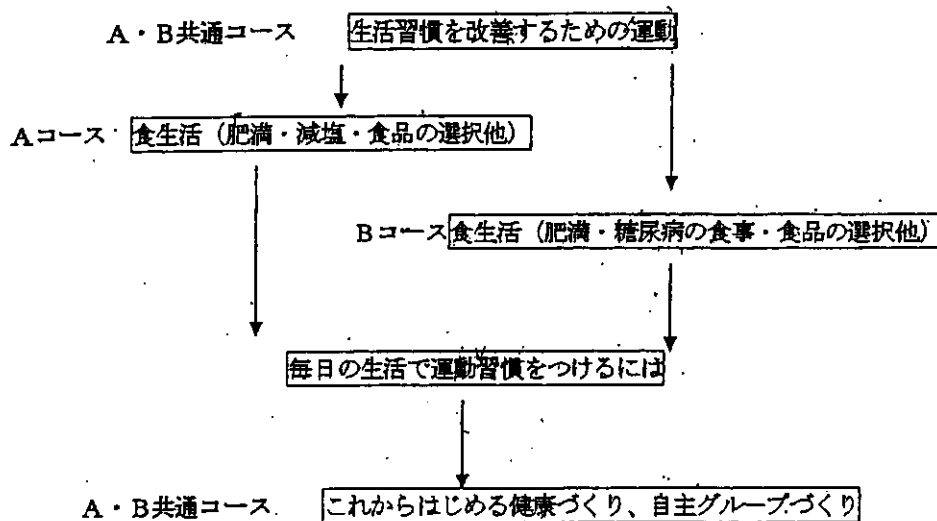 A・B共通コース 生活習慣を改善するための運動
Aコース 食生活（肥満・減塩・食品の選択他）
Bコース 食生活（肥満・糖尿病の食事・食品の選択他）
毎日の生活で運動習慣をつけるには
A・B共通コース これからはじめる健康づくり、自主グループづくり